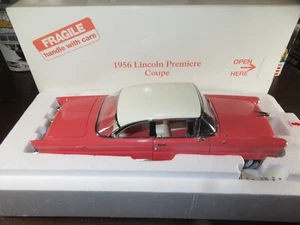 FRAGILE
handle with care
1956 Lincoln Premiere
Coupe
OPEN
HERE